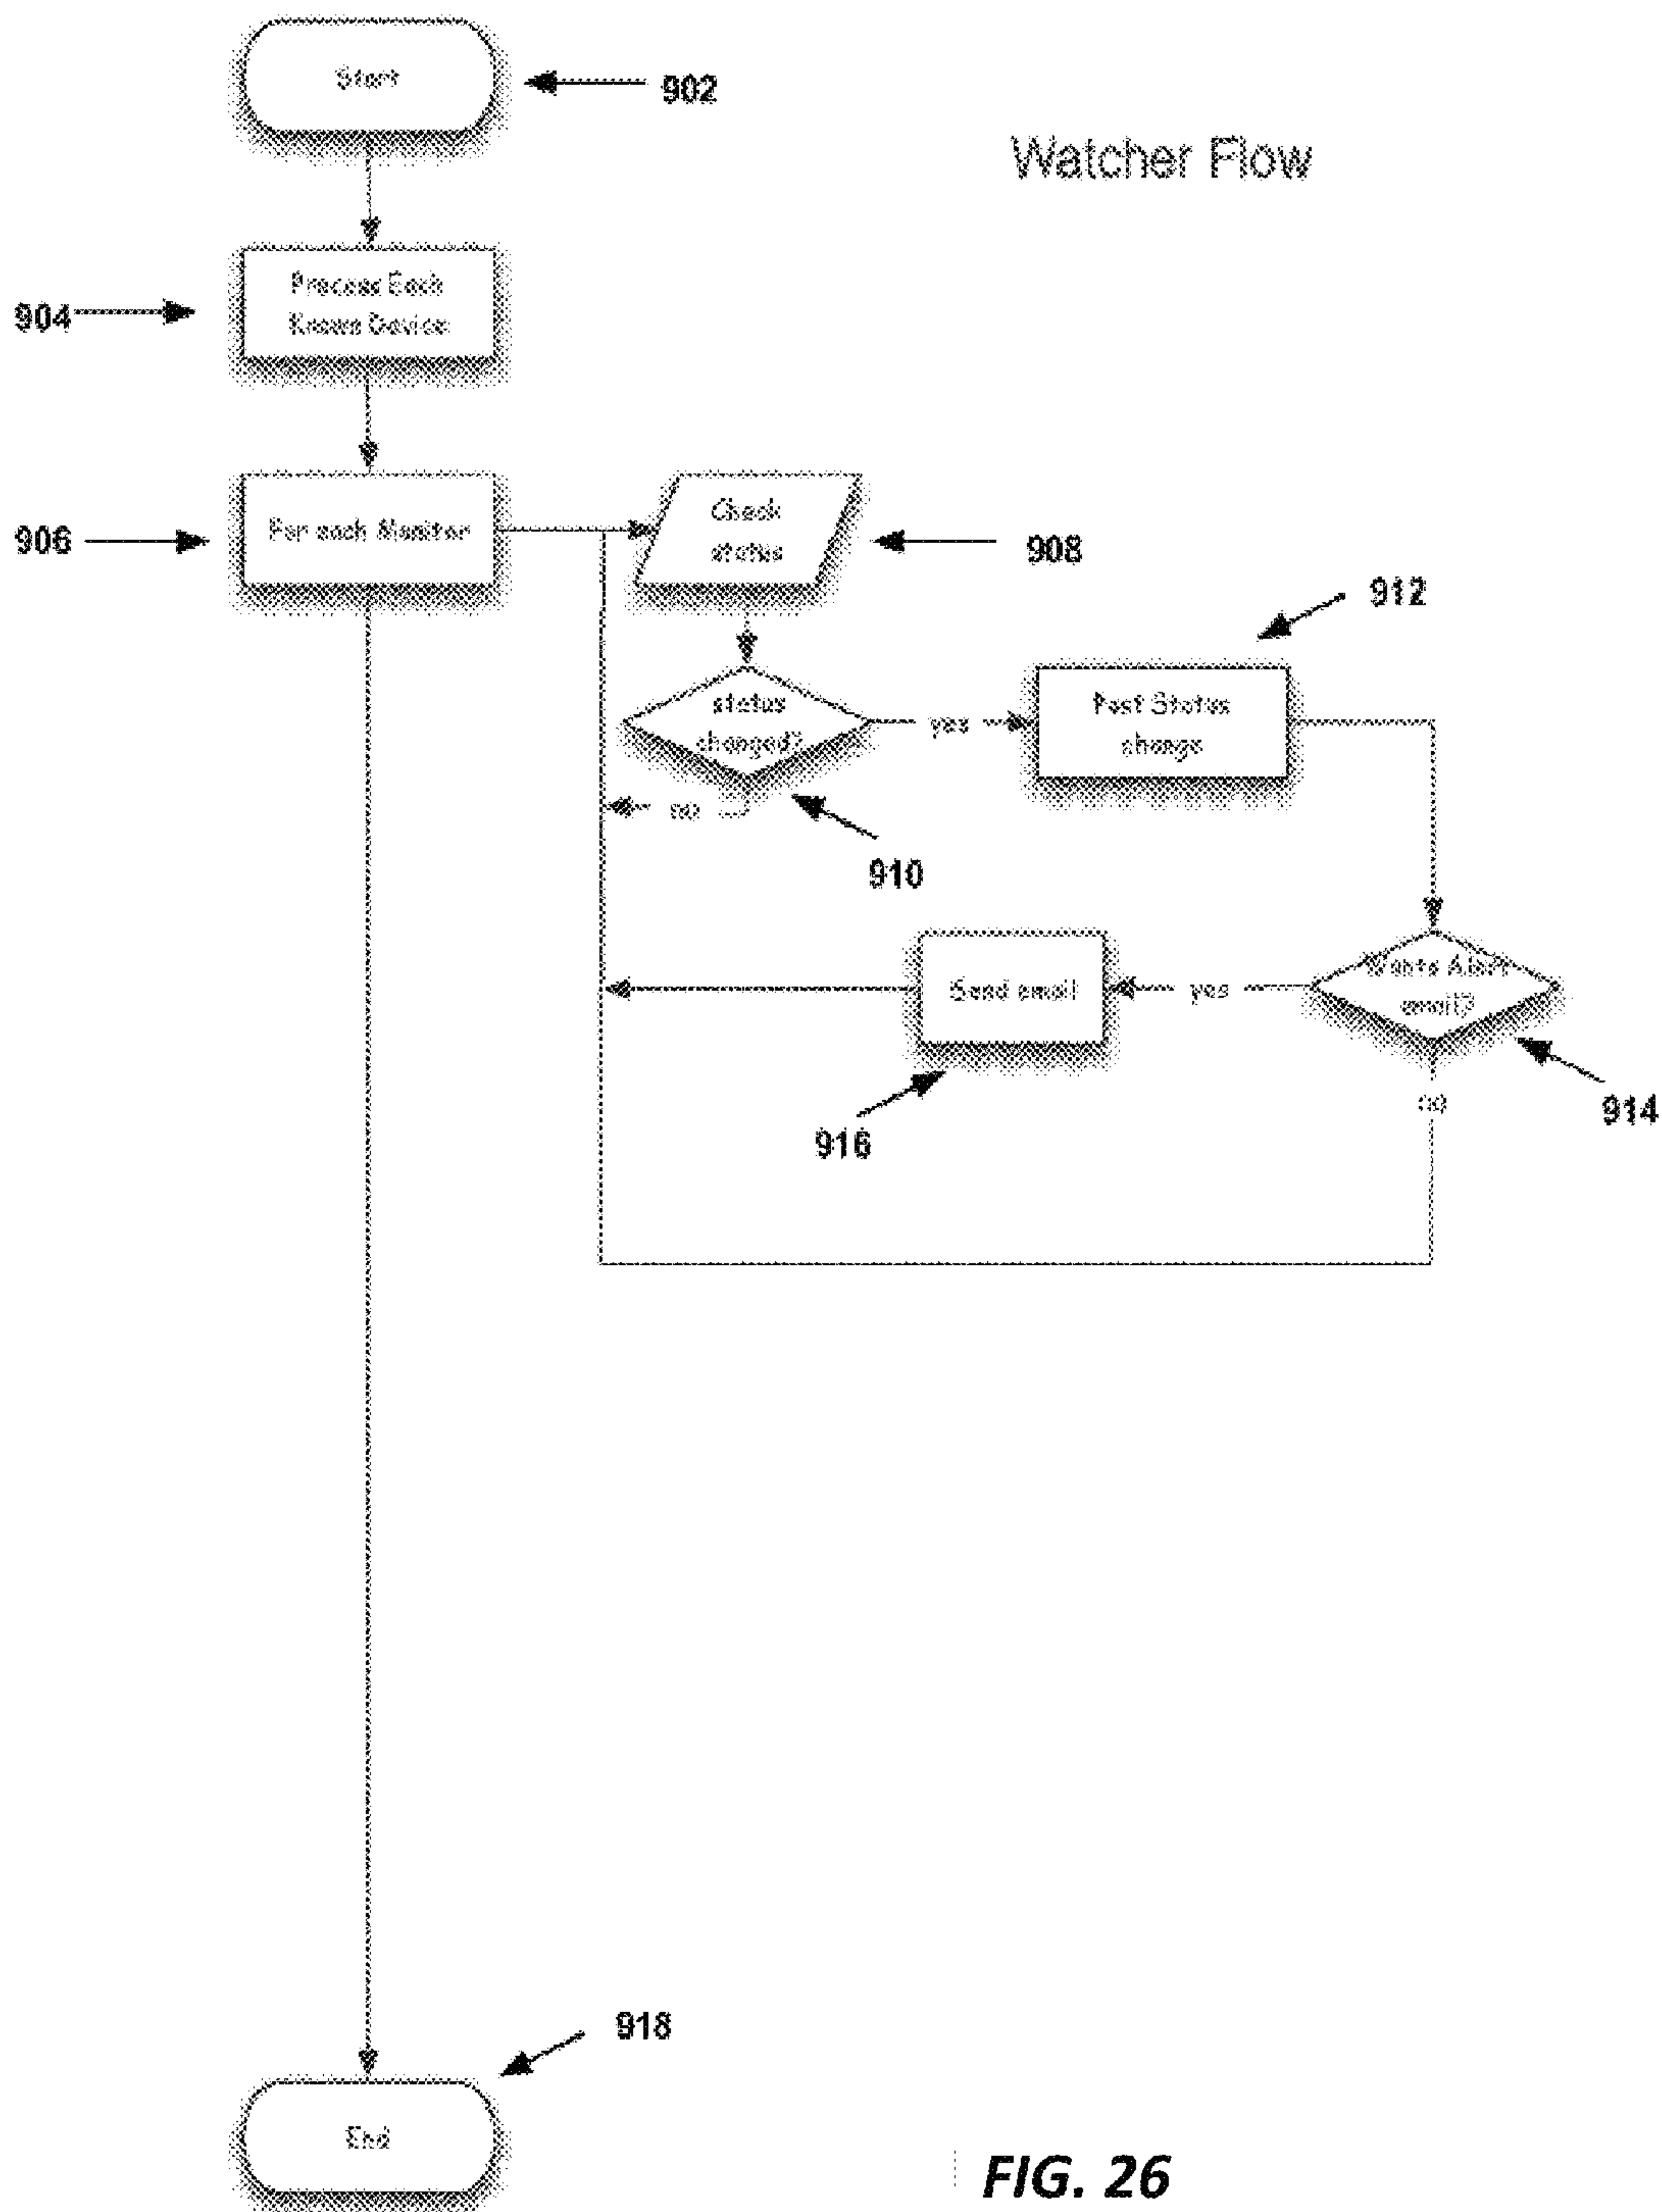 Start
902
Watcher Flow
Process Each
Known Device
904
For each Monitor
906
Check
status
908
912
status
changed?
yes
Post Status
change
no
910
Send email
yes
Wants Alert
email?
916
no
914
918
End
FIG. 26